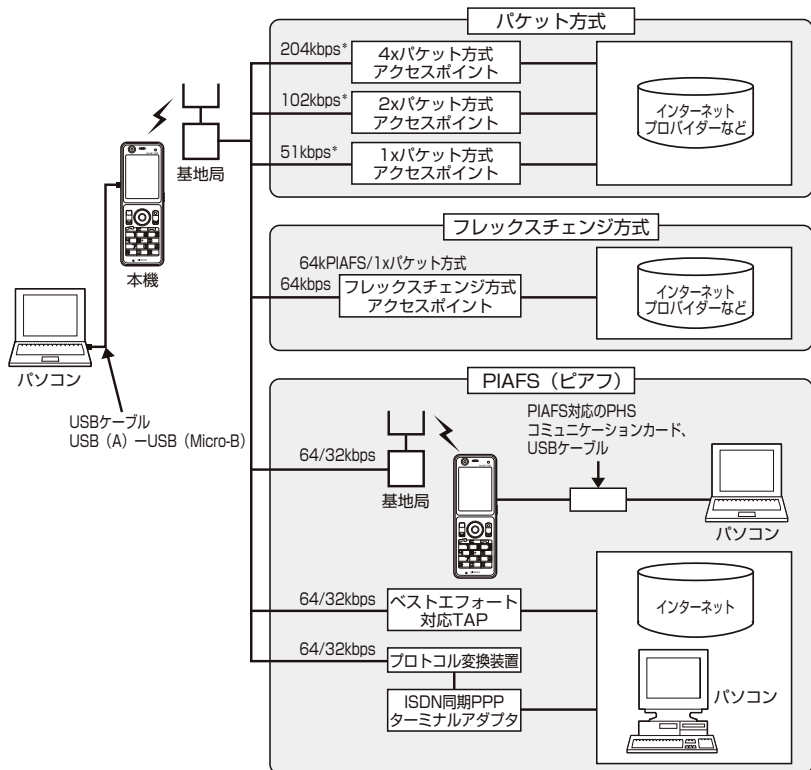 パケット方式
204kbps*
4xパケット方式
アクセスポイント
102kbps*
2xパケット方式
アクセスポイント
51kbps*
1xパケット方式
アクセスポイント
インターネット
プロバイダーなど
基地局
本機
パソコン
USBケーブル
USB（A）ーUSB（Micro-B）
フレックスチェンジ方式
64kPIAFS/1xパケット方式
64kbps
フレックスチェンジ方式
アクセスポイント
インターネット
プロバイダーなど
PIAFS（ピアフ）
PIAFS対応のPHS
コミュニケーションカード、
USBケーブル
64/32kbps
基地局
パソコン
64/32kbps
ベストエフォート
対応TAP
インターネット
64/32kbps
プロトコル変換装置
ISDN同期PPP
ターミナルアダプタ
パソコン